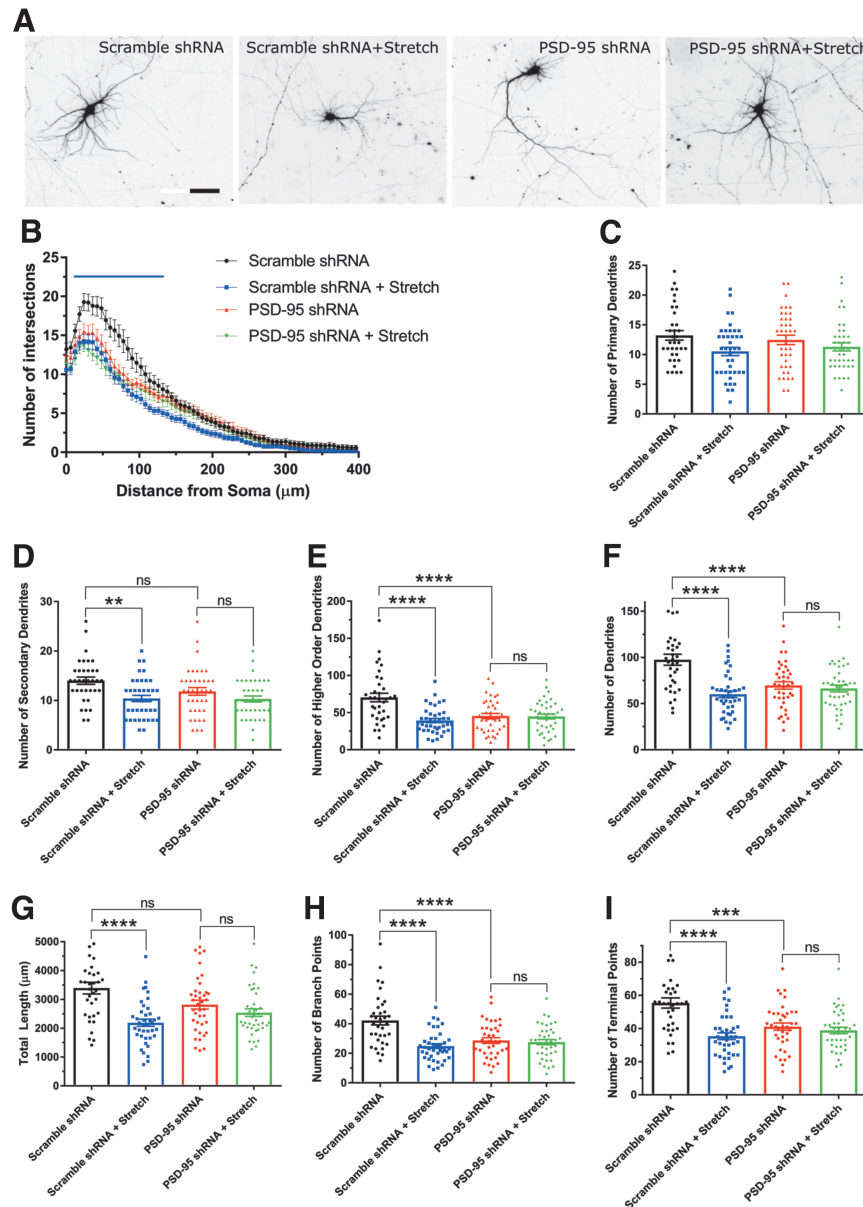 A
Scramble shRNA
Scramble shRNA+Stretch
PSD-95 shRNA
PSD-95 shRNA+Stretch
B
25
20
15
10
5
0
Number of intersections
0
100
200
300
400
Distance from Soma (μm)
Scramble shRNA
Scramble shRNA + Stretch
PSD-95 shRNA
PSD-95 shRNA + Stretch
C
25
20
15
10
5
0
Number of Primary Dendrites
Scramble shRNA
Scramble shRNA + Stretch
PSD-95 shRNA
PSD-95 shRNA + Stretch
D
ns
**
ns
30
20
10
0
Number of Secondary Dendrites
Scramble shRNA
Scramble shRNA + Stretch
PSD-95 shRNA
PSD-95 shRNA + Stretch
E
****
****
ns
200
150
100
50
0
Number of Higher Order Dendrites
Scramble shRNA
Scramble shRNA + Stretch
PSD-95 shRNA
PSD-95 shRNA + Stretch
F
****
****
ns
150
100
50
0
Number of Dendrites
Scramble shRNA
Scramble shRNA + Stretch
PSD-95 shRNA
PSD-95 shRNA + Stretch
G
ns
****
ns
5000
4000
3000
2000
1000
0
Total Length (μm)
Scramble shRNA
Scramble shRNA + Stretch
PSD-95 shRNA
PSD-95 shRNA + Stretch
H
****
****
ns
100
80
60
40
20
0
Number of Branch Points
Scramble shRNA
Scramble shRNA + Stretch
PSD-95 shRNA
PSD-95 shRNA + Stretch
I
***
****
ns
80
60
40
20
0
Number of Terminal Points
Scramble shRNA
Scramble shRNA + Stretch
PSD-95 shRNA
PSD-95 shRNA + Stretch